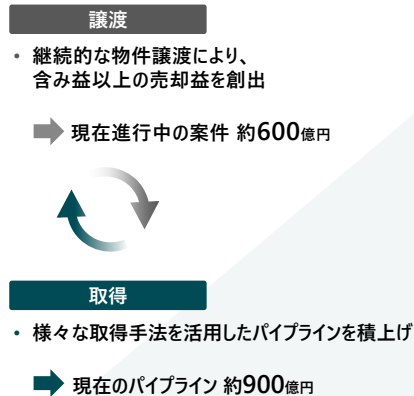 譲渡
・ 継続的な物件譲渡により、
含み益以上の売却益を創出
現在進行中の案件 約600億円
取得
・ 様々な取得手法を活用したパイプラインを積上げ
現在のパイプライン 約900億円